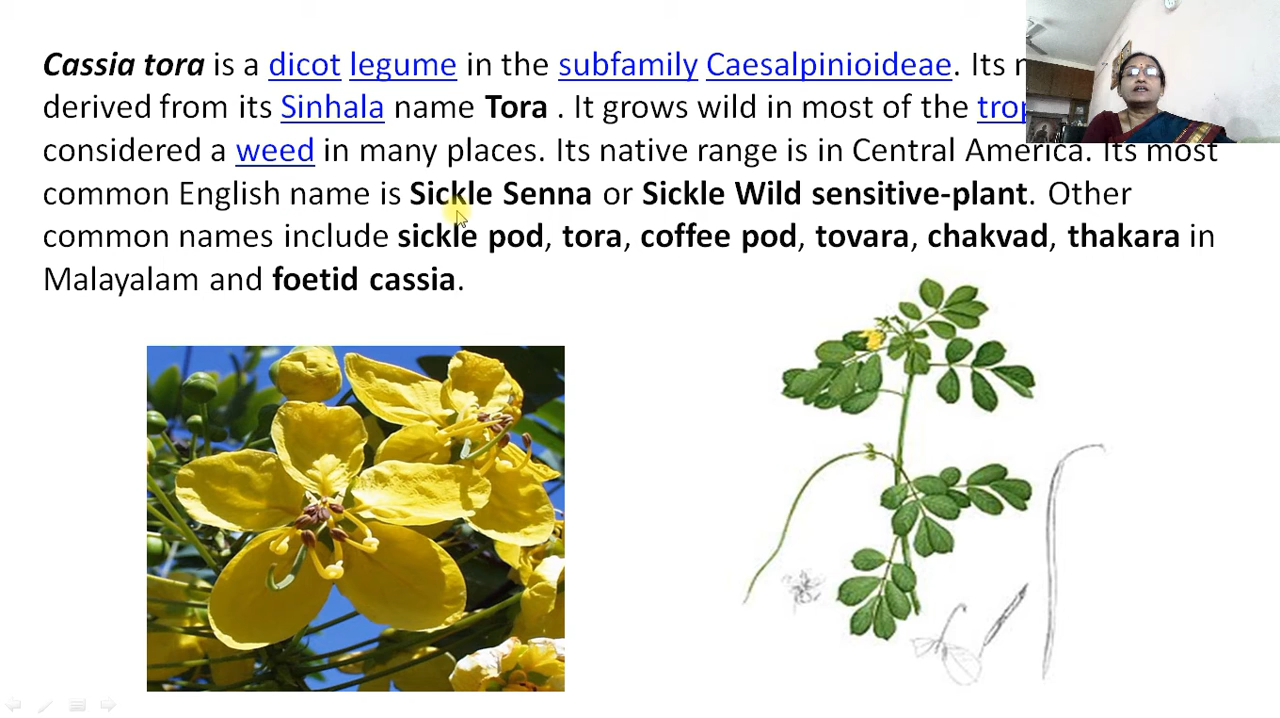 Cassia tora is a dicot legume in the subfamily Caesalpinioideae. Its
derived from its Sinhala name Tora . It grows wild in most of the
considered a weed in many places. Its native range is in Central America. Its most
common English name is Sickle Senna or Sickle Wild sensitive-plant. Other
common names include sickle pod, tora, coffee pod, tovara, chakvad, thakara in
Malayalam and foetid cassia.